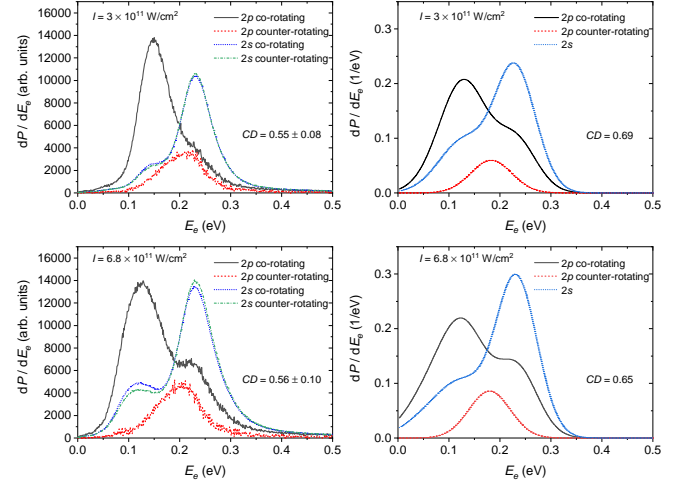 I = 3 × 10¹¹ W/cm²
2p co-rotating
2p counter-rotating
2s co-rotating
2s counter-rotating
CD = 0.55 ± 0.08
dP / dEₑ (arb. units)
14000
12000
10000
8000
6000
4000
2000
0
0.0 0.1 0.2 0.3 0.4 0.5
Eₑ (eV)
I = 3 × 10¹¹ W/cm²
2p co-rotating
2p counter-rotating
2s
CD = 0.69
dP / dEₑ (1/eV)
0.3
0.2
0.1
0.0
0.0 0.1 0.2 0.3 0.4 0.5
Eₑ (eV)
I = 6.8 × 10¹¹ W/cm²
2p co-rotating
2p counter-rotating
2s co-rotating
2s counter-rotating
CD = 0.56 ± 0.10
dP / dEₑ (arb. units)
16000
14000
12000
10000
8000
6000
4000
2000
0
0.0 0.1 0.2 0.3 0.4 0.5
Eₑ (eV)
I = 6.8 × 10¹¹ W/cm²
2p co-rotating
2p counter-rotating
2s
CD = 0.65
dP / dEₑ (1/eV)
0.3
0.2
0.1
0.0
0.0 0.1 0.2 0.3 0.4 0.5
Eₑ (eV)